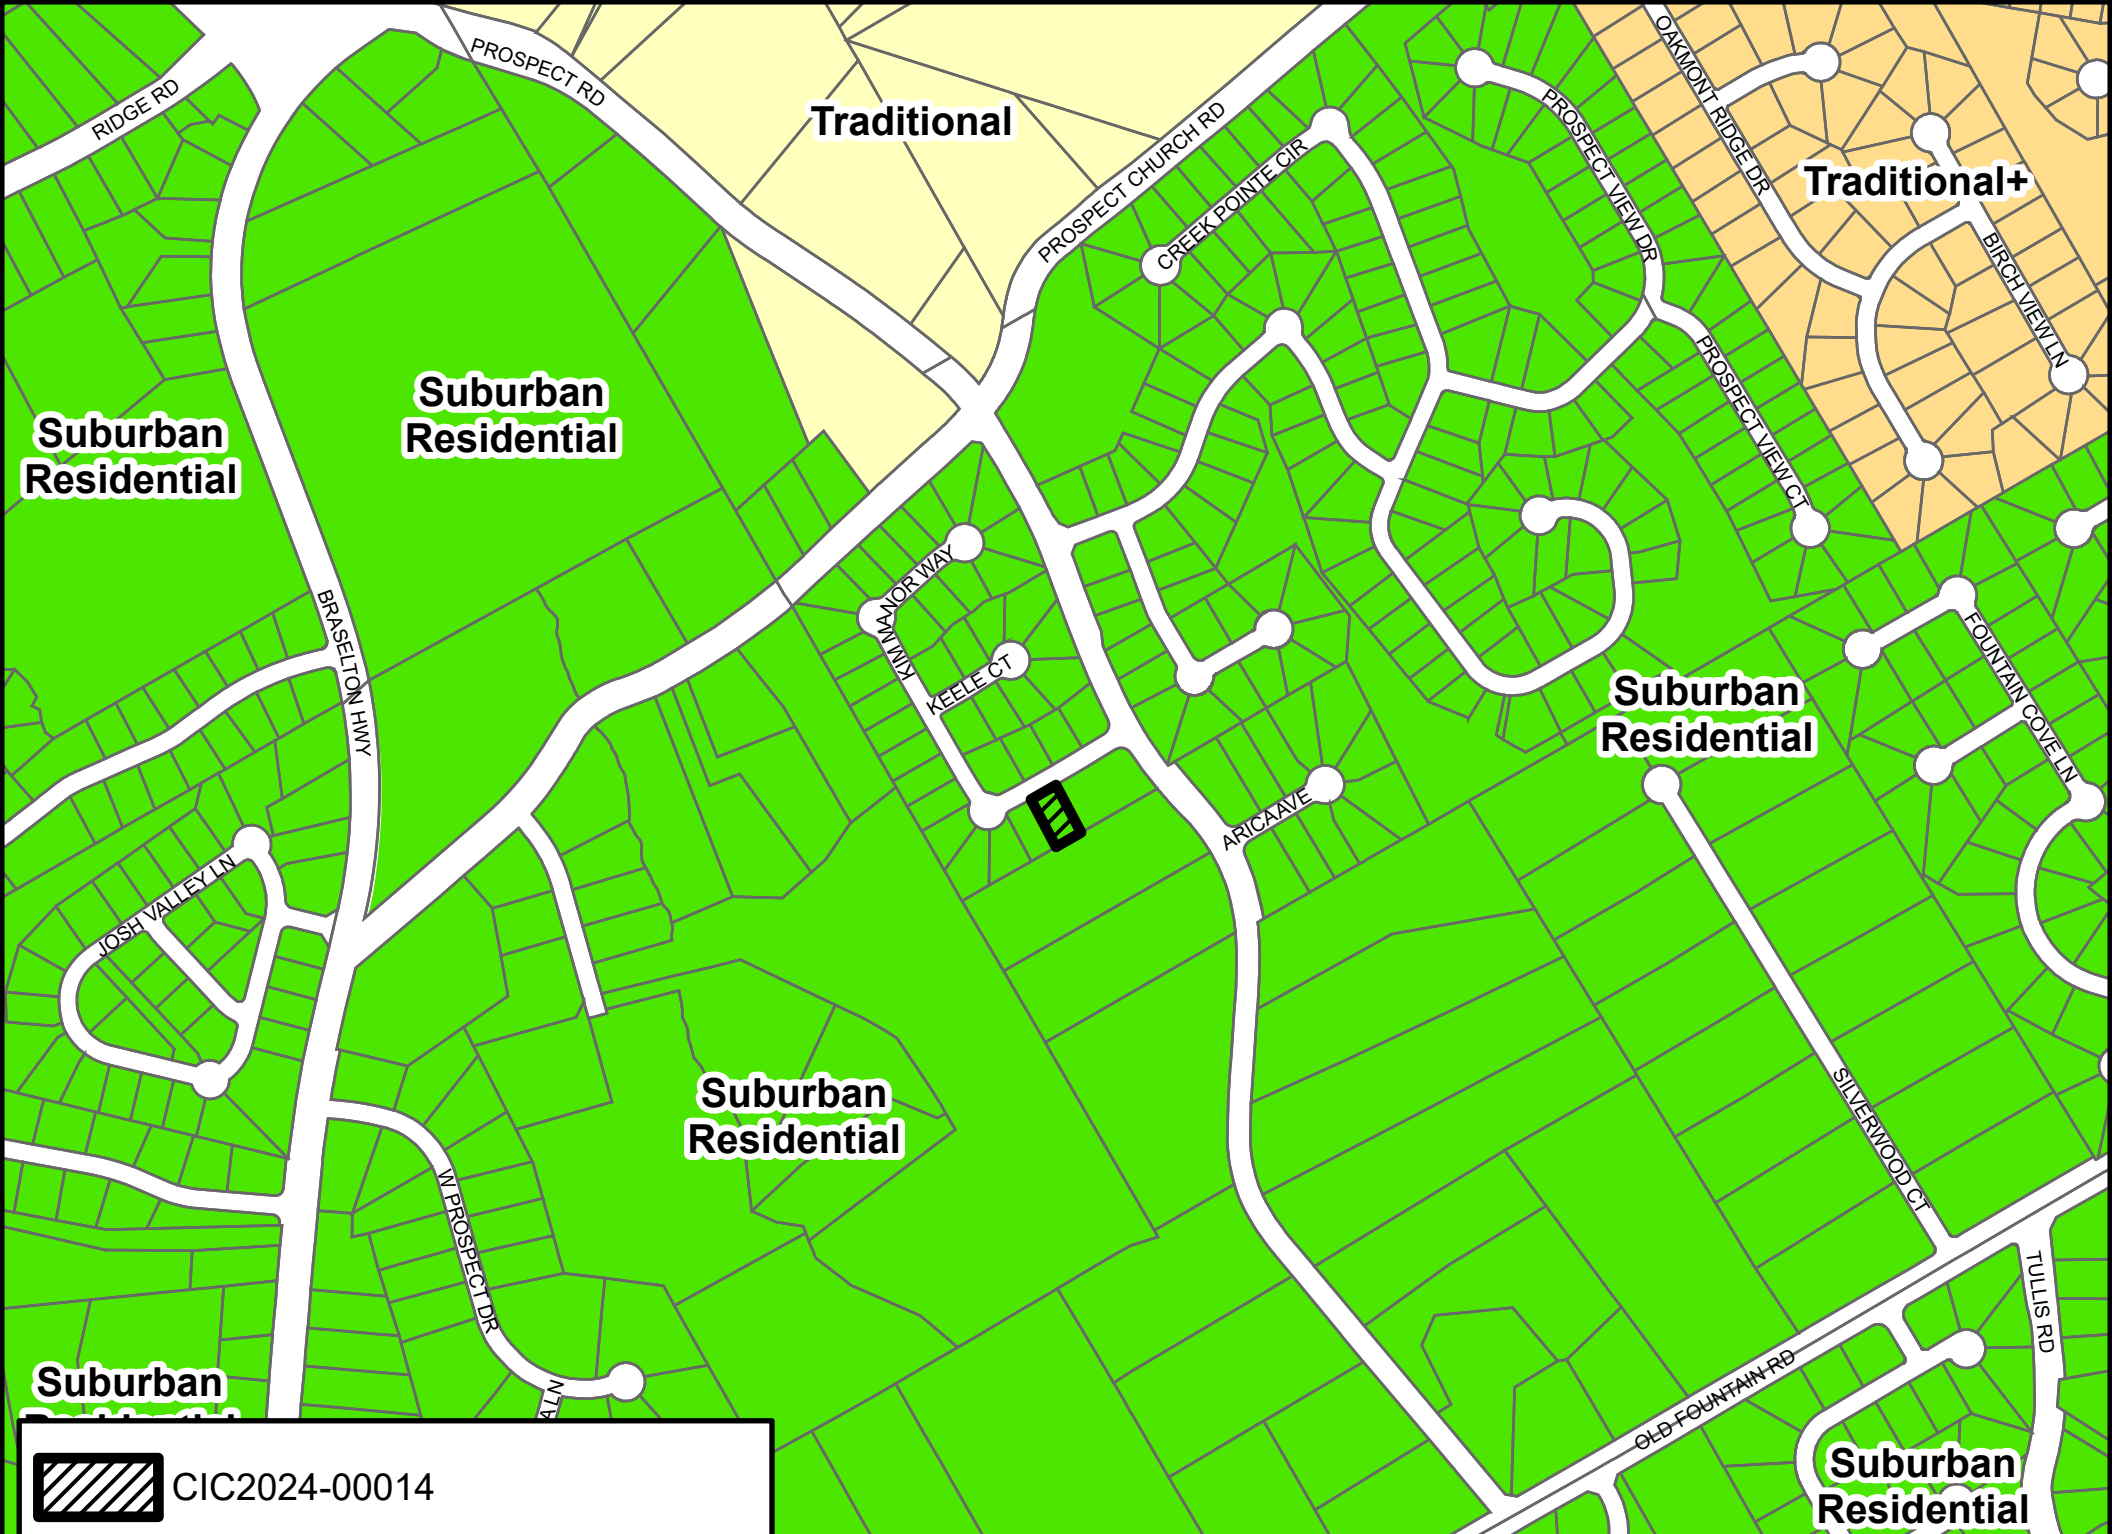 PROSPECT RD
RIDGE RD
Traditional
PROSPECT CHURCH RD
CREEK POINTE CIR
PROSPECT VIEW DR
OAKMONT RIDGE DR
Traditional+
BIRCH VIEW LN
PROSPECT VIEW CT
Suburban
Residential
Suburban
Residential
BRASELTON HWY
KIM MANOR WAY
KEELE CT
ARICA AVE
Suburban
Residential
FOUNTAIN COVE LN
JOSH VALLEY LN
Suburban
Residential
SILVERWOOD CT
W PROSPECT DR
TULLIS RD
OLD FOUNTAIN RD
Suburban
Residential
A LN
Suburban
Residential
CIC2024-00014